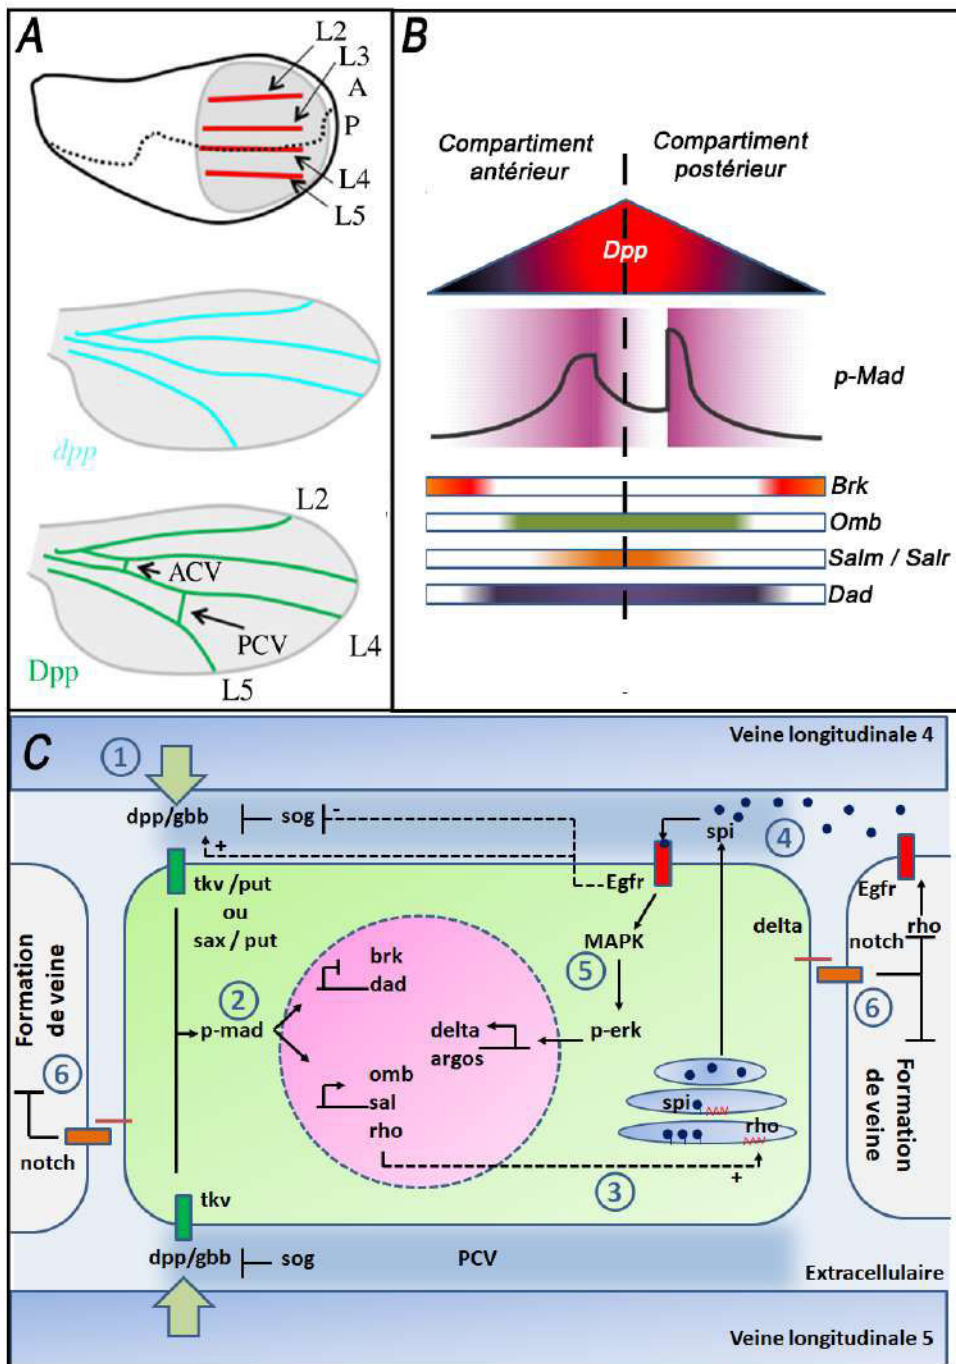 A
L2
L3
A
P
L4
L5
dpp
L2
ACV
PCV
L4
Dpp
L5
B
Compartiment
antérieur
Compartiment
postérieur
Dpp
p-Mad
Brk
Omb
Salm / Salr
Dad
C
1
Veine longitudinale 4
dpp/gbb
sog
-
+
spi
4
tkv /put
ou
sax / put
Egfr
Egfr
delta
notch
rho
MAPK
5
6
brk
dad
2
p-mad
delta
argos
p-erk
Formation
de veine
6
notch
omb
sal
rho
spi
rho
3
+
Formation
de veine
tkv
dpp/gbb
sog
PCV
Extracellulaire
Veine longitudinale 5